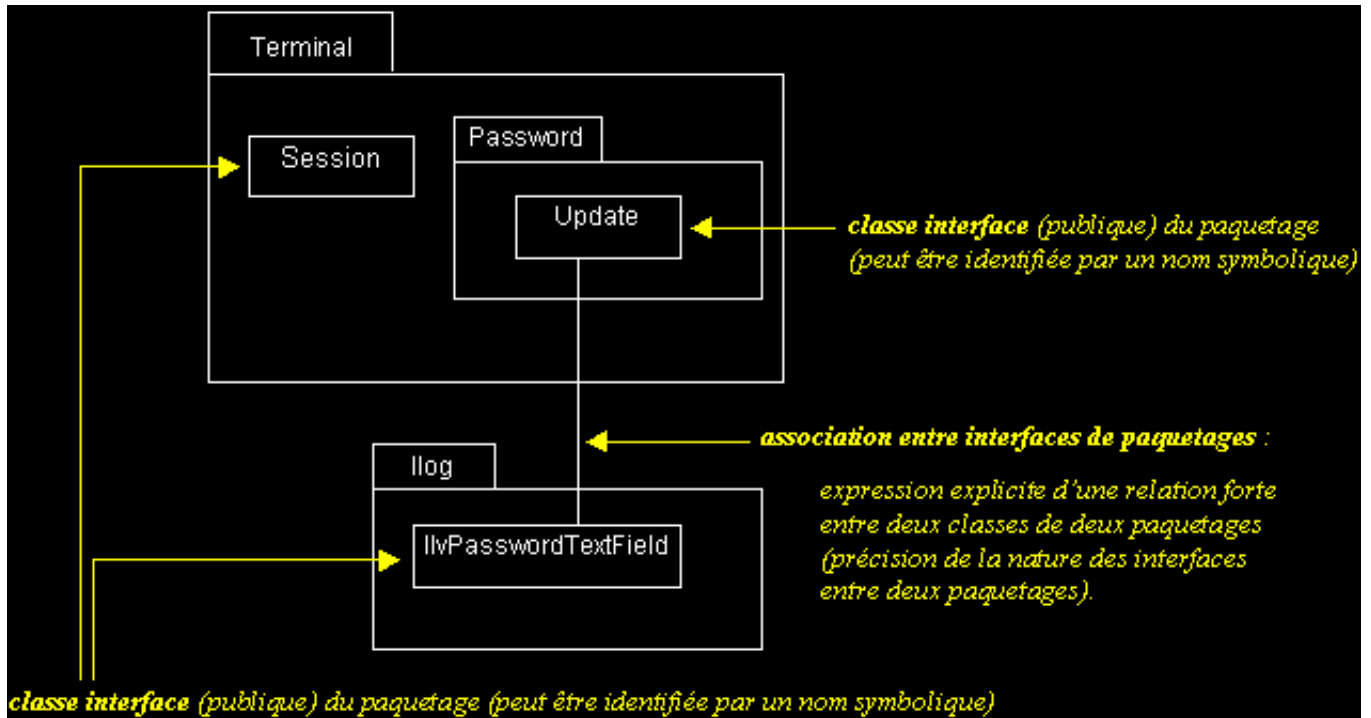 Terminal
Password
Session
Update
classe interface (publique) du paquetage
(peut être identifiée par un nom symbolique)
association entre interfaces de paquetages :
Ilog
expression explicite d'une relation forte
entre deux classes de deux paquetages
IlvPasswordTextField
(précision de la nature des interfaces
entre deux paquetages).
classe interface (publique) du paquetage (peut être identifiée par un nom symbolique)